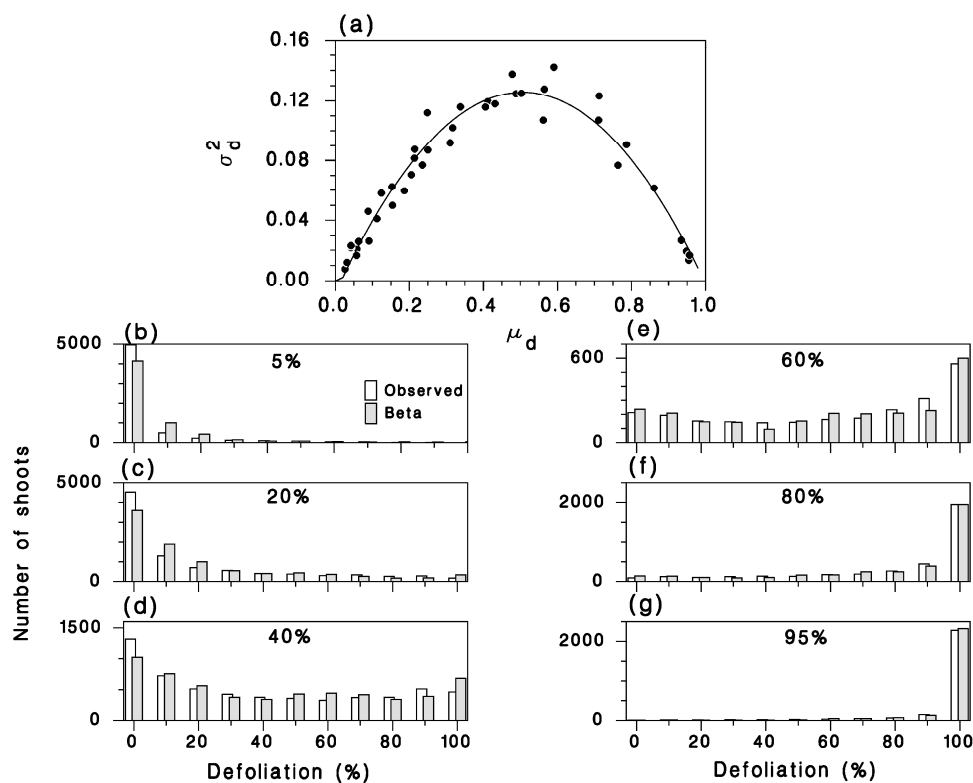 (a)
0.16
0.12
0.08
0.04
0.00
σ²d
0.0 0.2 0.4 0.6 0.8 1.0
μd
(b)
5000
0
5%
Observed
Beta
(c)
5000
0
20%
(d)
1500
0
40%
0 20 40 60 80 100
Defoliation (%)
Number of shoots
(e)
600
0
60%
(f)
2000
0
80%
(g)
2000
0
95%
0 20 40 60 80 100
Defoliation (%)